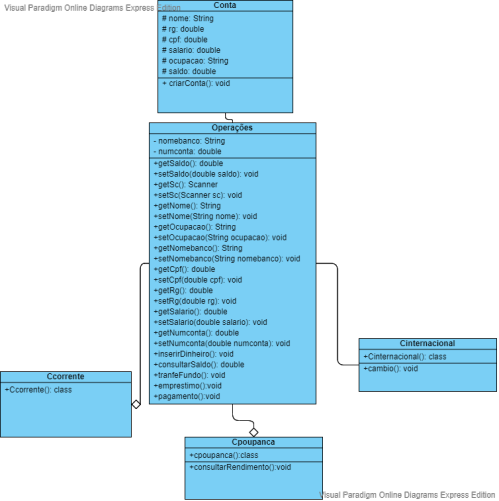 Visual Paradigm Online Diagrams Express Edition
Conta
# nome: String
# rg: double
# cpf: double
# salario: double
# ocupacao: String
# saldo: double
+ criarConta(): void
Operações
- nomebanco: String
- numconta: double
+getSaldo(): double
+setSaldo(double saldo): void
+getSc(): Scanner
+setSc(Scanner sc): void
+getNome(): String
+setNome(String nome): void
+getOcupacao(): String
+setOcupacao(String ocupacao): void
+getNomebanco(): String
+setNomebanco(String nomebanco): void
+getCpf(): double
+setCpf(double cpf): void
+getRg(): double
+setRg(double rg): void
+getSalario(): double
+setSalario(double salario): void
+getNumconta(): double
+setNumconta(double numconta): void
+inserirDinheiro(): void
+consultarSaldo(): double
+tranfeFundo(): void
+emprestimo():void
+pagamento():void
Cinternacional
+Cinternacional(): class
+cambio(): void
Ccorrente
+Ccorrente(): class
Cpoupanca
+cpoupanca():class
+consultarRendimento():void
Visual Paradigm Online Diagrams Express Edition